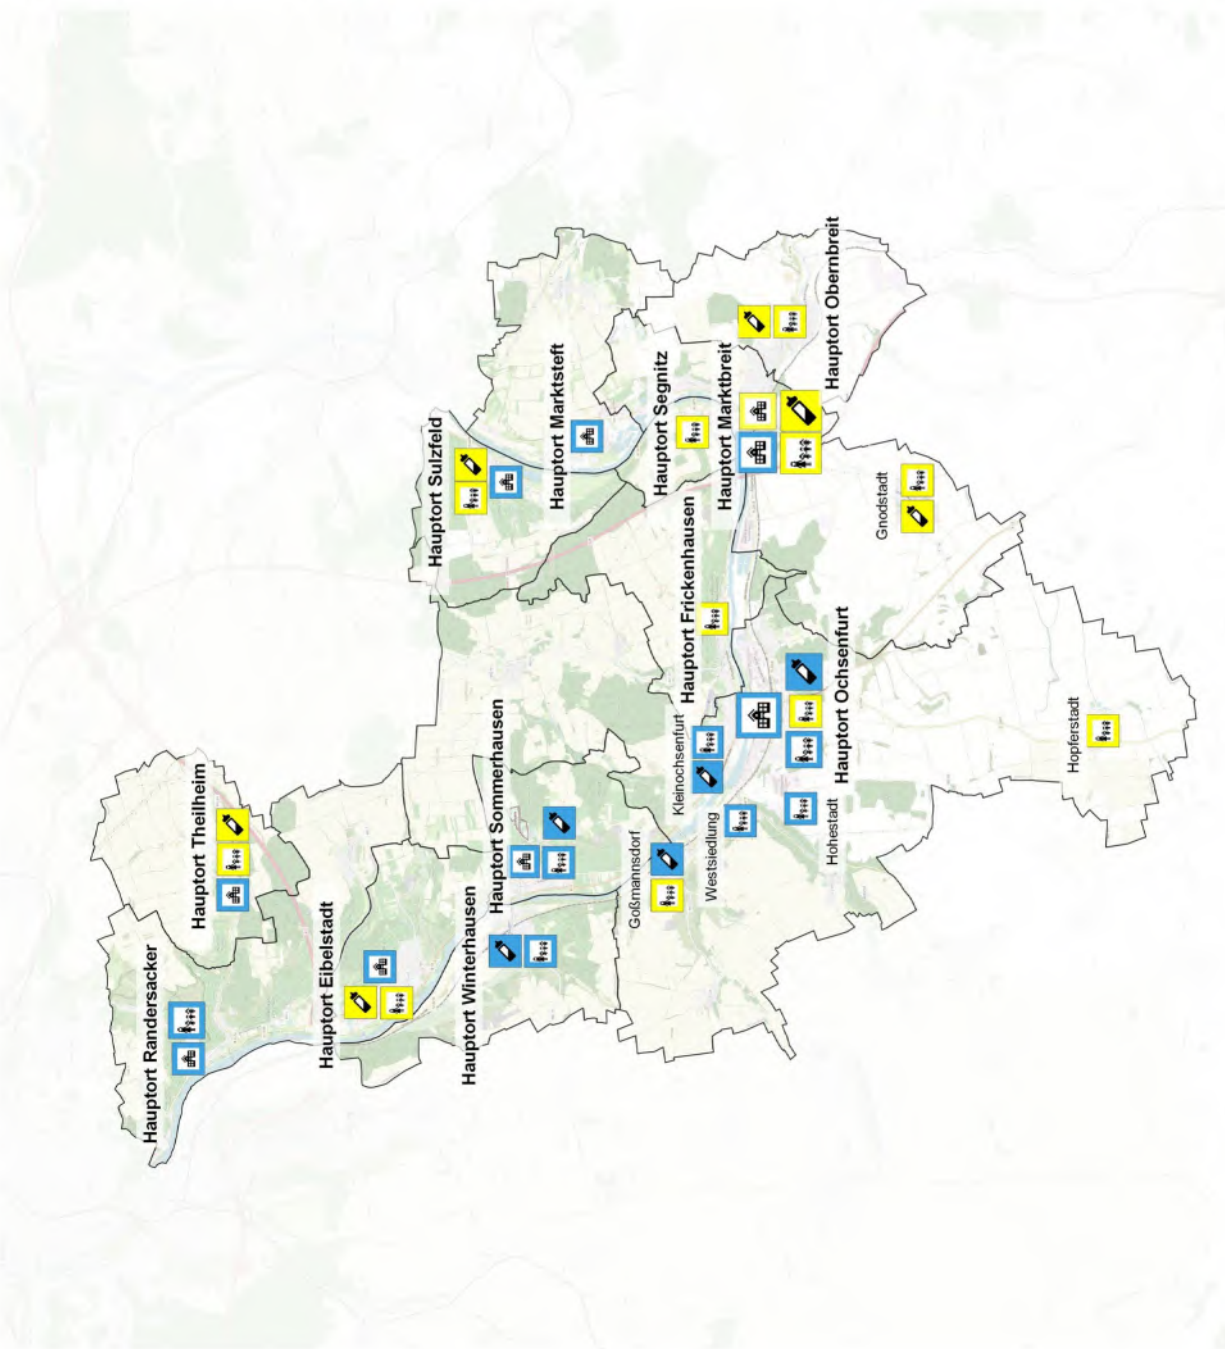 Hauptort Randersacker
Hauptort Theilheim
Hauptort Eibelstadt
Hauptort Sulzfeld
Hauptort Winterhausen
Hauptort Sommerhausen
Hauptort Marktsteft
Goßmannsdorf
Hauptort Segnitz
Kleinochsenfurt
Hauptort Frickenhausen
Westsiedlung
Hauptort Marktbreit
Hohestadt
Hauptort Ochsenfurt
Hauptort Obernbreit
Gnodstadt
Hopferstadt